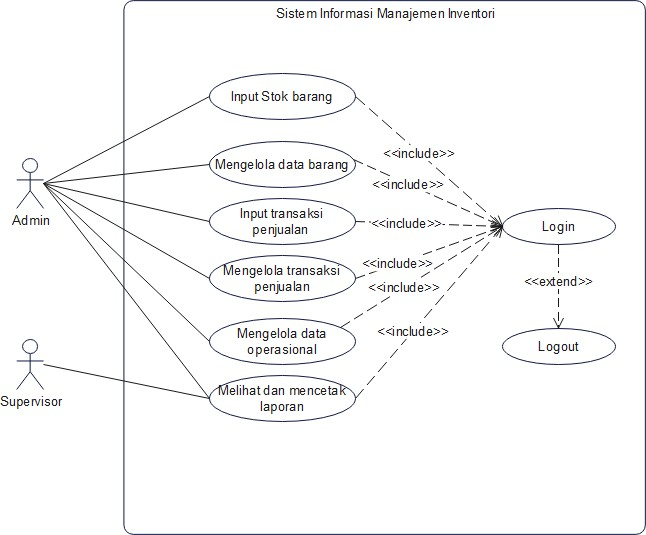 Sistem Informasi Manajemen Inventori
Input Stok barang
<<include>>
Mengelola data barang
<<include>>
Admin
Input transaksi
penjualan
<<include>>
Login
Mengelola transaksi
penjualan
<<include>>
<<include>>
<<extend>>
Mengelola data
operasional
<<include>>
Logout
Supervisor
Melihat dan mencetak
laporan